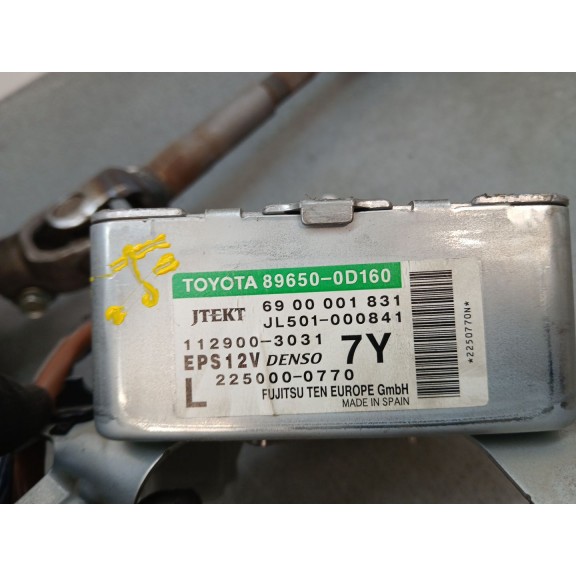 TOYOTA 89650-0D160
JTEKT 69 00 001 831
JL501-000841
112900-3031 7Y
EPS12V DENSO
L 225000-0770
FUJITSU TEN EUROPE GmbH
MADE IN SPAIN
*2250770N*